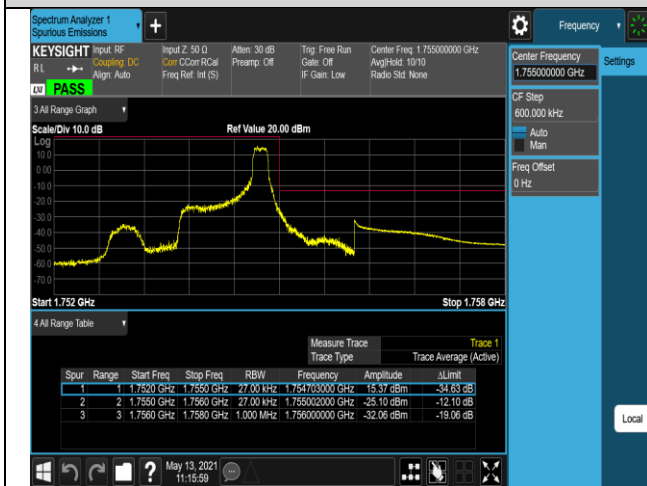 Spectrum Analyzer 1
Spurious Emissions
Frequency
KEYSIGHT Input: RF Input Z: 50 Ω Atten: 30 dB Trig: Free Run Center Freq: 1.755000000 GHz
RL Coupling: DC Corr CCorr RCal Preamp: Off Gate: Off Avg|Hold: 10/10
Align: Auto Freq Ref: Int (S) IF Gain: Low Radio Std: None
LXI PASS
3 All Range Graph
Scale/Div 10.0 dB Ref Value 20.00 dBm
Log
10.0
0.00
-10.0
-20.0
-30.0
-40.0
-50.0
-60.0
-70.0
Start 1.752 GHz Stop 1.758 GHz
4 All Range Table
Measure Trace Trace 1
Trace Type Trace Average (Active)
Spur Range Start Freq Stop Freq RBW Frequency Amplitude ΔLimit
1 1 1.7520 GHz 1.7550 GHz 27.00 kHz 1.754703000 GHz 15.37 dBm -34.63 dB
2 2 1.7550 GHz 1.7560 GHz 27.00 kHz 1.755002000 GHz -25.10 dBm -12.10 dB
3 3 1.7560 GHz 1.7580 GHz 1.000 MHz 1.756000000 GHz -32.06 dBm -19.06 dB
May 13, 2021
11:15:59
Center Frequency
1.755000000 GHz
Settings
CF Step
600.000 kHz
Auto
Man
Freq Offset
0 Hz
Local